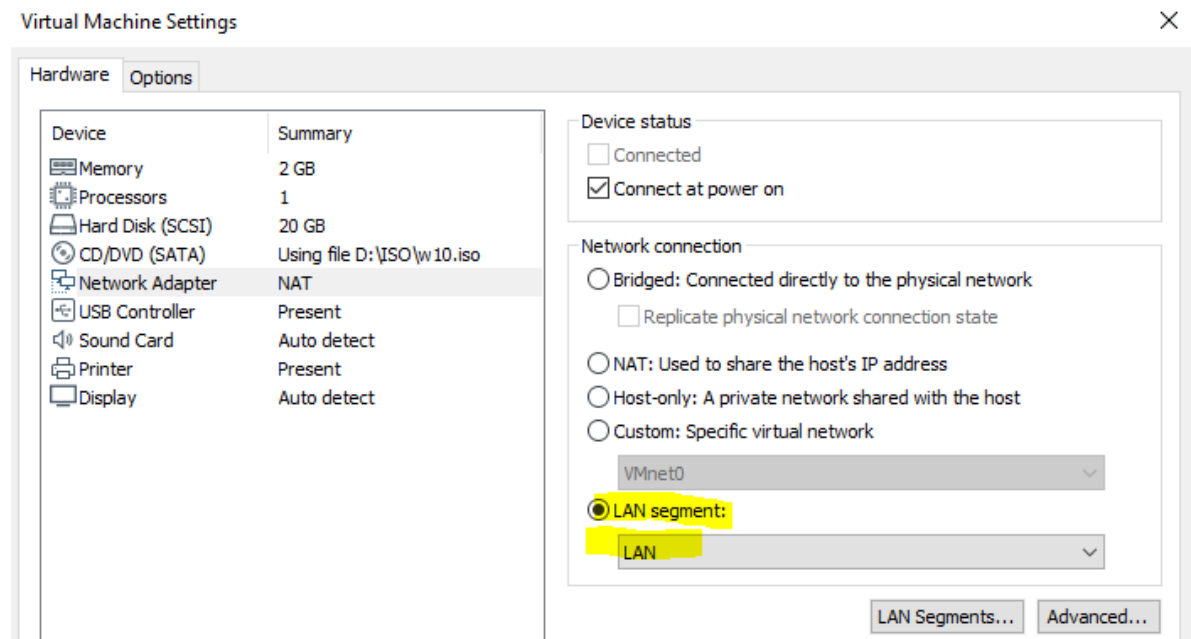 Virtual Machine Settings
Hardware Options
Device Summary
Memory 2 GB
Processors 1
Hard Disk (SCSI) 20 GB
CD/DVD (SATA) Using file D:\ISO\w10.iso
Network Adapter NAT
USB Controller Present
Sound Card Auto detect
Printer Present
Display Auto detect
Device status
Connected
Connect at power on
Network connection
Bridged: Connected directly to the physical network
Replicate physical network connection state
NAT: Used to share the host's IP address
Host-only: A private network shared with the host
Custom: Specific virtual network
VMnet0
LAN segment:
LAN
LAN Segments... Advanced...